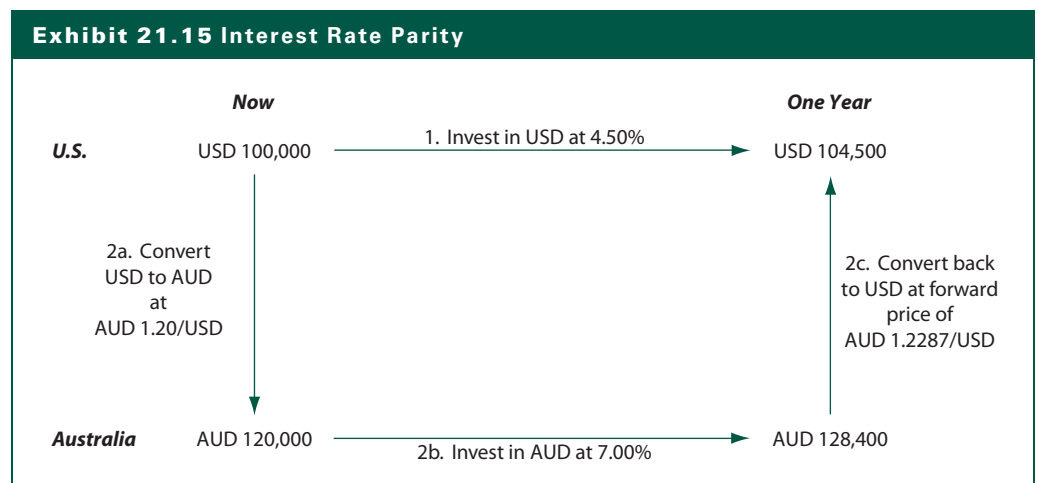 Exhibit 21.15 Interest Rate Parity
Now
One Year
U.S.
USD 100,000
1. Invest in USD at 4.50%
USD 104,500
2a. Convert
USD to AUD
at
AUD 1.20/USD
2c. Convert back
to USD at forward
price of
AUD 1.2287/USD
Australia
AUD 120,000
2b. Invest in AUD at 7.00%
AUD 128,400